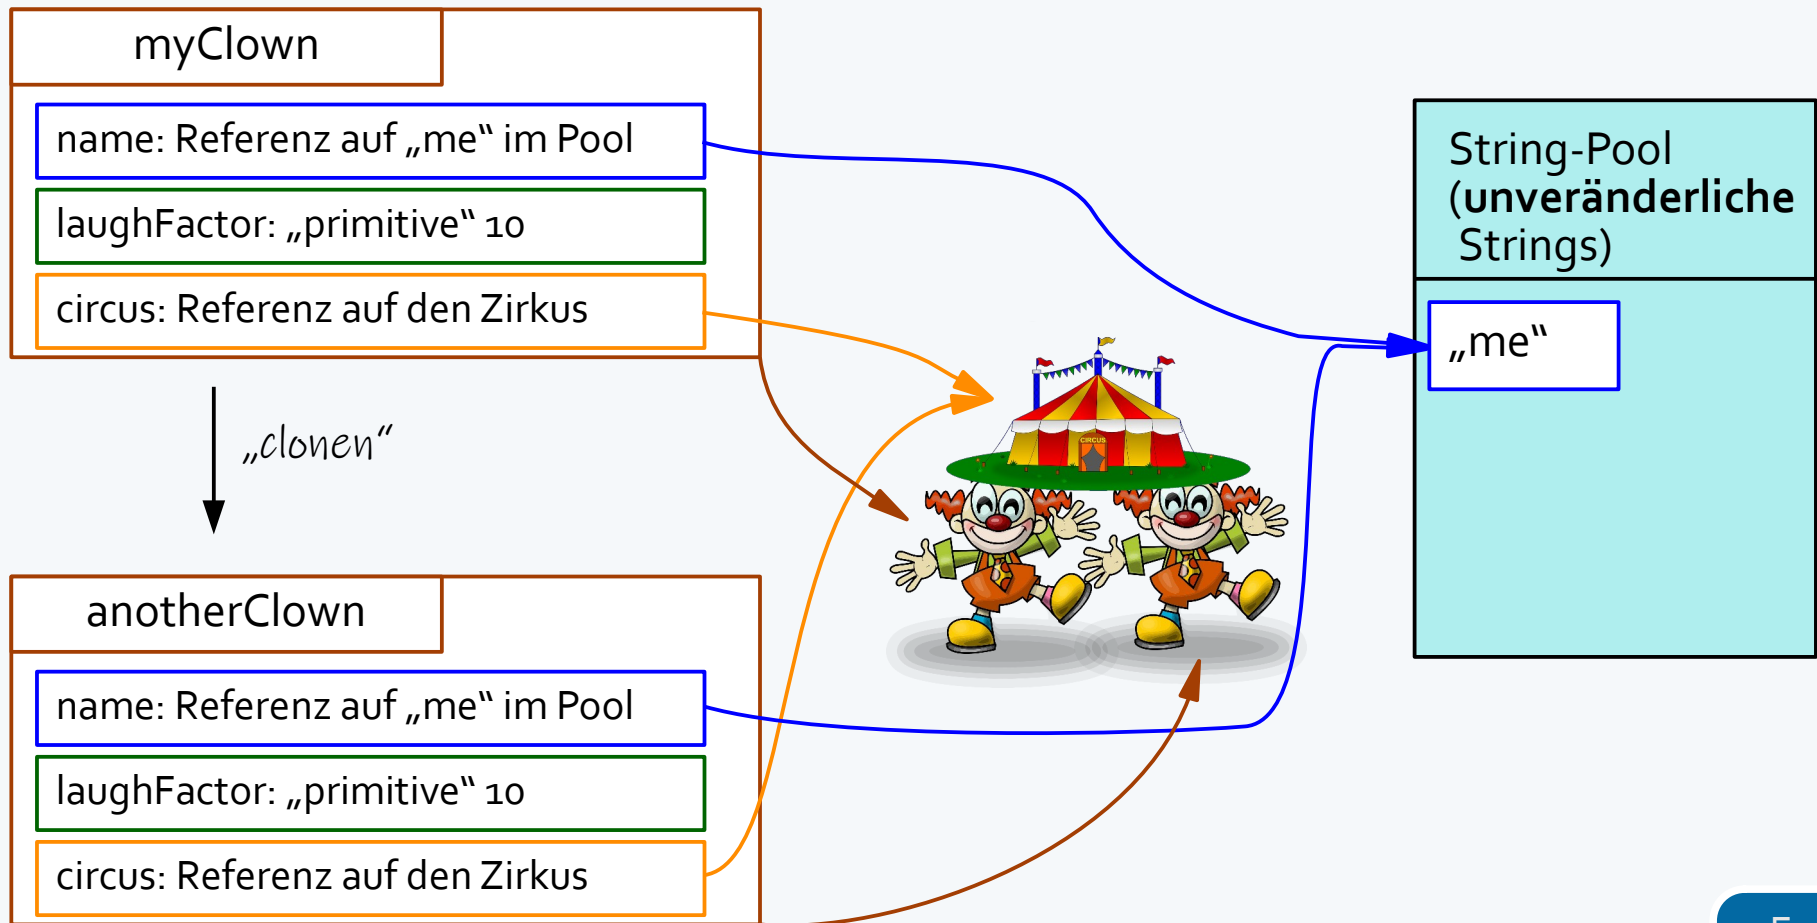 myClown
name: Referenz auf „me“ im Pool
laughFactor: „primitive“ 10
circus: Referenz auf den Zirkus
„clonen“
anotherClown
name: Referenz auf „me“ im Pool
laughFactor: „primitive“ 10
circus: Referenz auf den Zirkus
CIRCUS
String-Pool
(unveränderliche
Strings)
„me“